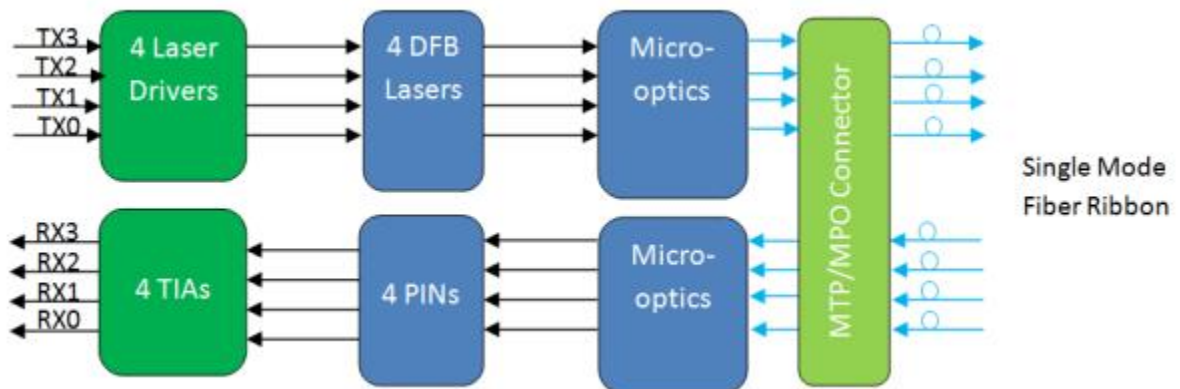 TX3
TX2
TX1
TX0
4 Laser
Drivers
4 DFB
Lasers
Micro-
optics
MTP/MPO Connector
Single Mode
Fiber Ribbon
RX3
RX2
RX1
RX0
4 TIAs
4 PINs
Micro-
optics